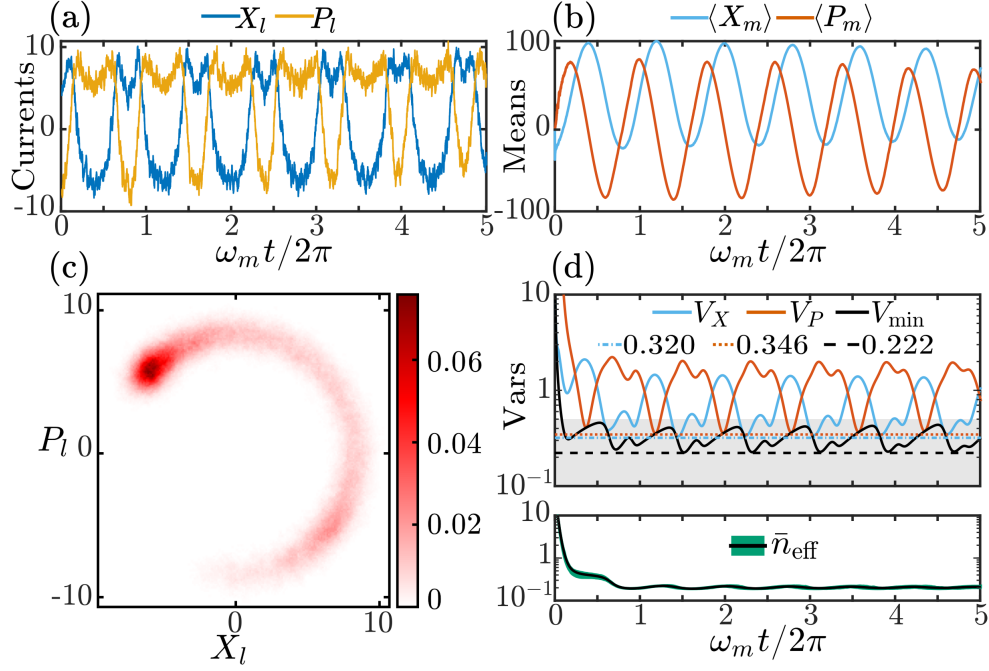 (a) X_l P_l
Currents
10
0
-10
0 1 2 3 4 5
ω_m t/2π
(b) ⟨X_m⟩ ⟨P_m⟩
Means
100
0
-100
0 1 2 3 4 5
ω_m t/2π
(c)
10
P_l 0
-10
0 10
X_l
0.06
0.04
0.02
0
(d)
V_X V_P V_min
0.320 0.346 0.222
Vars
10
1
10^{-1}
n̄_eff
10
1
10^{-1}
0 1 2 3 4 5
ω_m t/2π